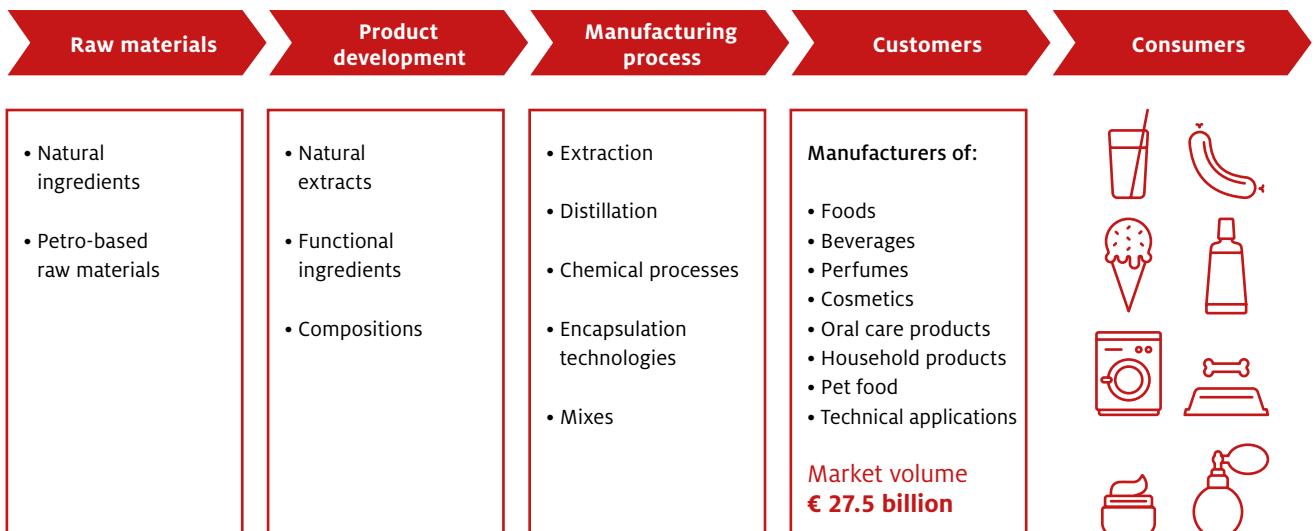 Raw materials
Product
development
Manufacturing
process
Customers
Consumers
• Natural
ingredients
• Petro-based
raw materials
• Natural
extracts
• Functional
ingredients
• Compositions
• Extraction
• Distillation
• Chemical processes
• Encapsulation
technologies
• Mixes
Manufacturers of:
• Foods
• Beverages
• Perfumes
• Cosmetics
• Oral care products
• Household products
• Pet food
• Technical applications
Market volume
€ 27.5 billion